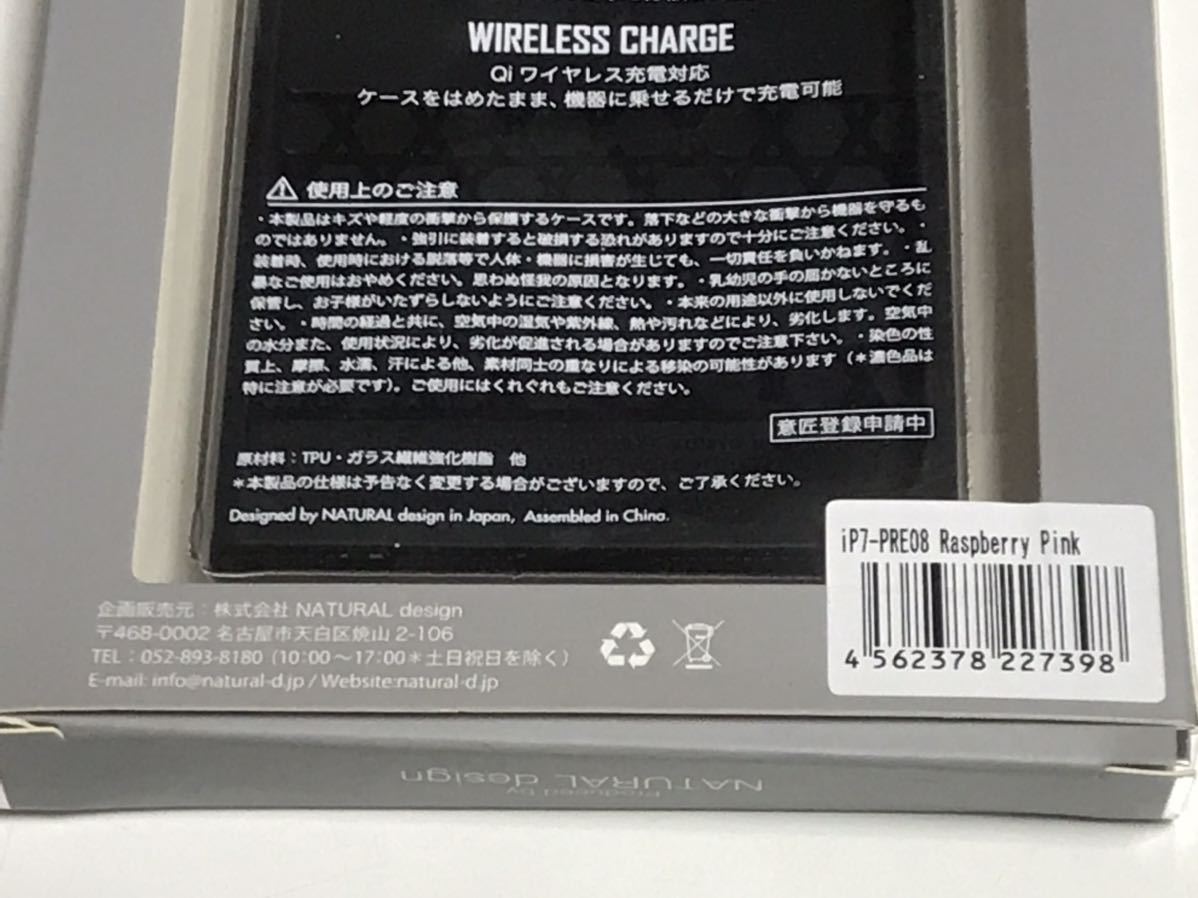 WIRELESS CHARGE
Qi ワイヤレス充電対応
ケースをはめたまま、機器に乗せるだけで充電可能
使用上のご注意
・本製品はキズや軽度の衝撃から保護するケースです。落下などの大きな衝撃から機器を守るも
のではありません。・強引に装着すると破損する恐れがありますので十分にご注意ください。・
装着時、使用時における脱落等で人体・機器に損害が生じても、一切責任を負いかねます。・乱
暴なご使用はおやめください。思わぬ怪我の原因となります。・乳幼児の手の届かないところに
保管し、お子様がいたずらしないようにご注意ください。・本来の用途以外に使用しないでくだ
さい。・時間の経過と共に、空気中の湿気や紫外線、熱や汚れなどにより、劣化します。空気中
の水分また、使用状況により、劣化が促進される場合がありますのでご注意下さい。・染色の性
質上、摩擦、水濡、汗による他、素材同士の重なりによる移染の可能性があります（＊濃色品は
特に注意が必要です）。ご使用にはくれぐれもご注意ください。
意匠登録申請中
原材料：TPU・ガラス繊維強化樹脂 他
＊本製品の仕様は予告なく変更する場合がございますので、ご了承ください。
Designed by NATURAL design in Japan, Assembled in China.
iP7-PRE08 Raspberry Pink
4 562378 227398
企画販売元：株式会社 NATURAL design
〒468-0002 名古屋市天白区焼山 2-106
TEL：052-893-8180 (10:00〜17:00＊土日祝日を除く)
E-mail: info@natural-d.jp / Website:natural-d.jp
Produced by
NATURAL design